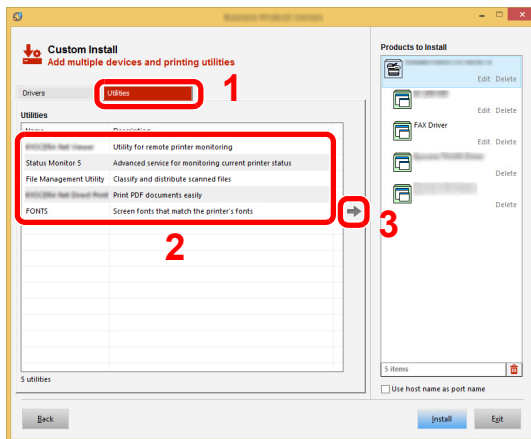 Custom Install
Add multiple devices and printing utilities
Drivers
Utilities
1
Utilities
Name
Description
Utility for remote printer monitoring
Status Monitor 5
Advanced service for monitoring current printer status
File Management Utility
Classify and distribute scanned files
Print PDF documents easily
FONTS
Screen fonts that match the printer's fonts
2
3
5 utilities
Products to Install
Edit Delete
Edit Delete
FAX Driver
Edit Delete
Delete
Delete
5 items
Use host name as port name
Back
Install
Exit